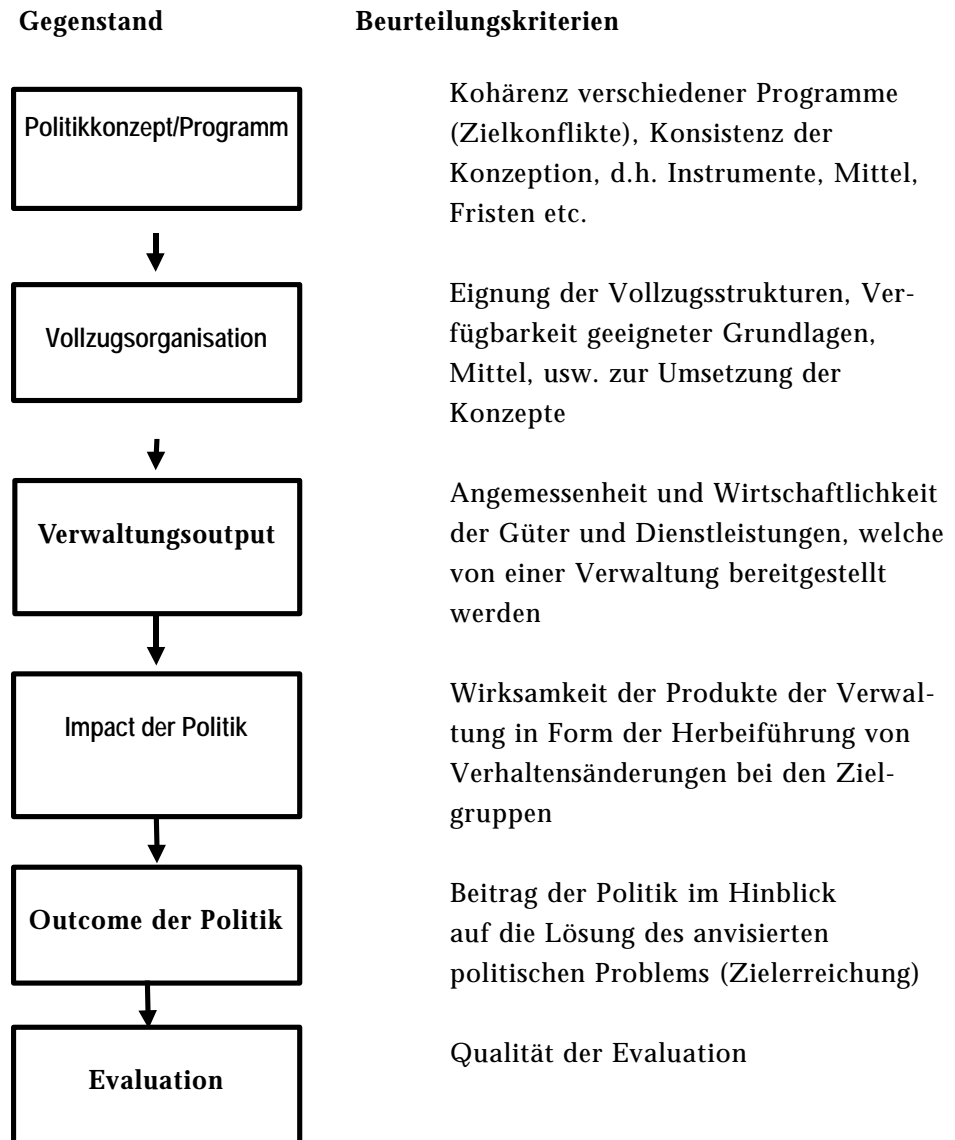 Gegenstand Beurteilungskriterien
Politikkonzept/Programm
Kohärenz verschiedener Programme
(Zielkonflikte), Konsistenz der
Konzeption, d.h. Instrumente, Mittel,
Fristen etc.
Vollzugsorganisation
Eignung der Vollzugsstrukturen, Ver-
fügbarkeit geeigneter Grundlagen,
Mittel, usw. zur Umsetzung der
Konzepte
Verwaltungsoutput
Angemessenheit und Wirtschaftlichkeit
der Güter und Dienstleistungen, welche
von einer Verwaltung bereitgestellt
werden
Impact der Politik
Wirksamkeit der Produkte der Verwal-
tung in Form der Herbeiführung von
Verhaltensänderungen bei den Ziel-
gruppen
Outcome der Politik
Beitrag der Politik im Hinblick
auf die Lösung des anvisierten
politischen Problems (Zielerreichung)
Evaluation
Qualität der Evaluation